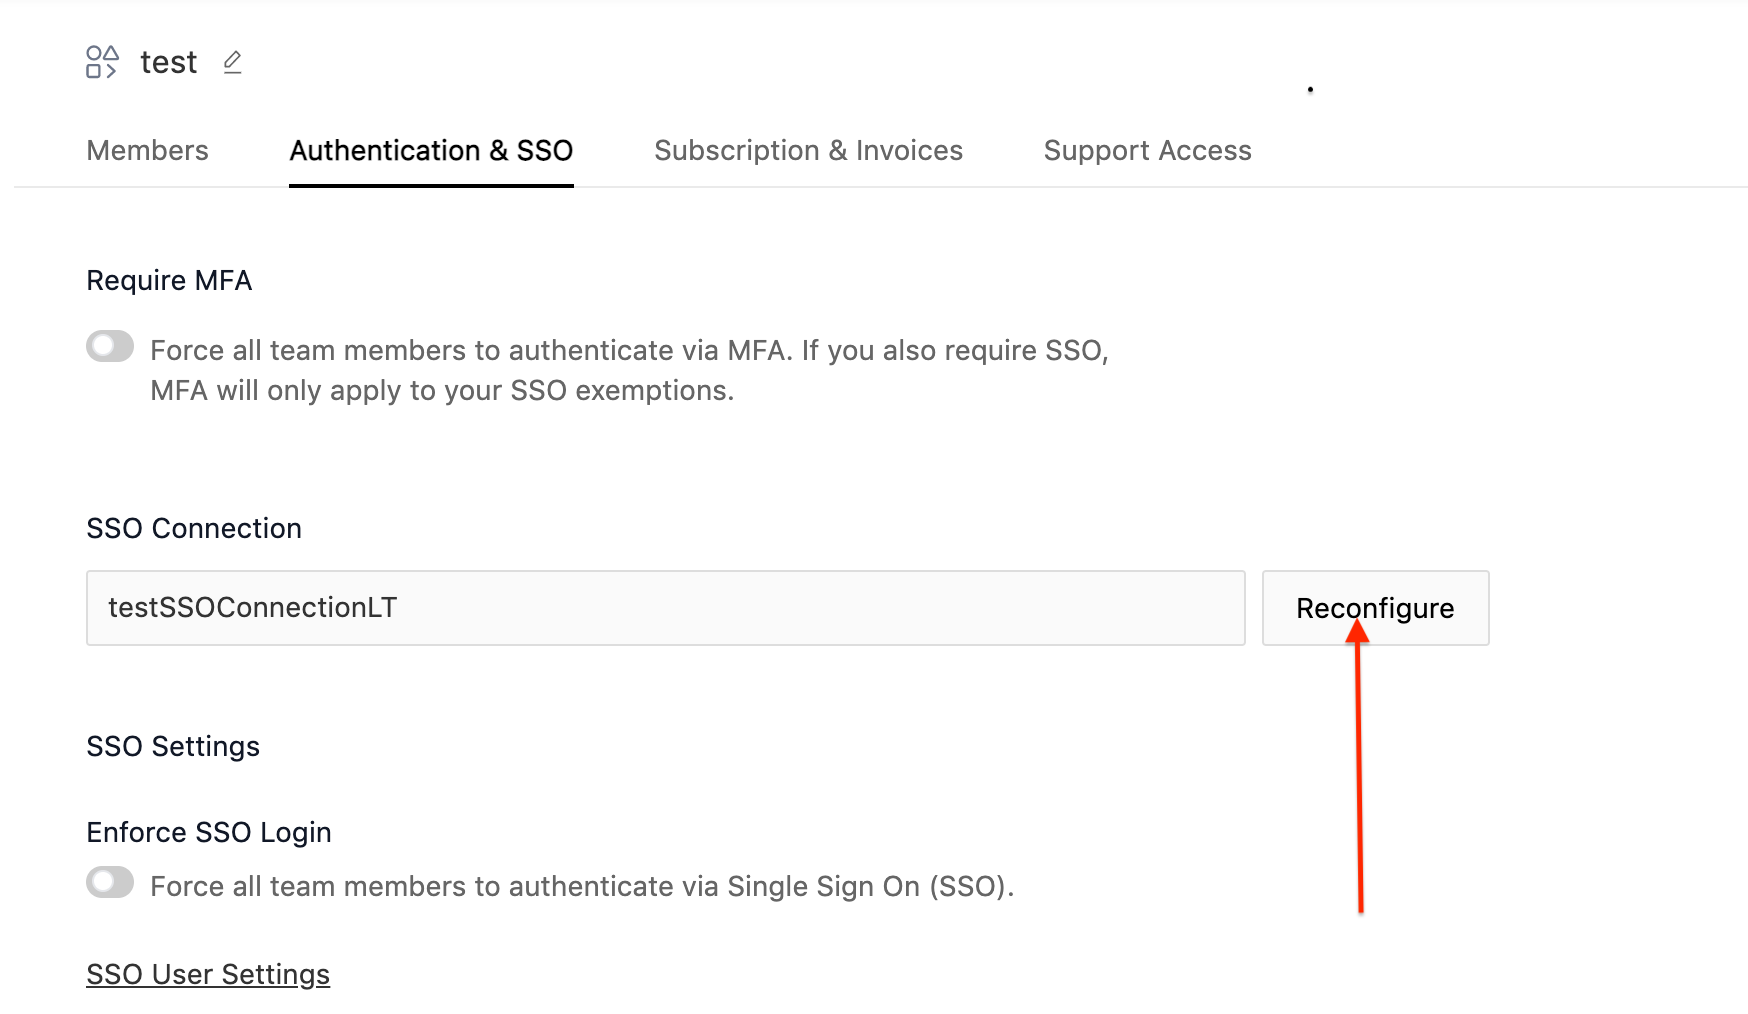 test
Members Authentication & SSO Subscription & Invoices Support Access
Require MFA
Force all team members to authenticate via MFA. If you also require SSO,
MFA will only apply to your SSO exemptions.
SSO Connection
testSSOConnectionLT Reconfigure
SSO Settings
Enforce SSO Login
Force all team members to authenticate via Single Sign On (SSO).
SSO User Settings